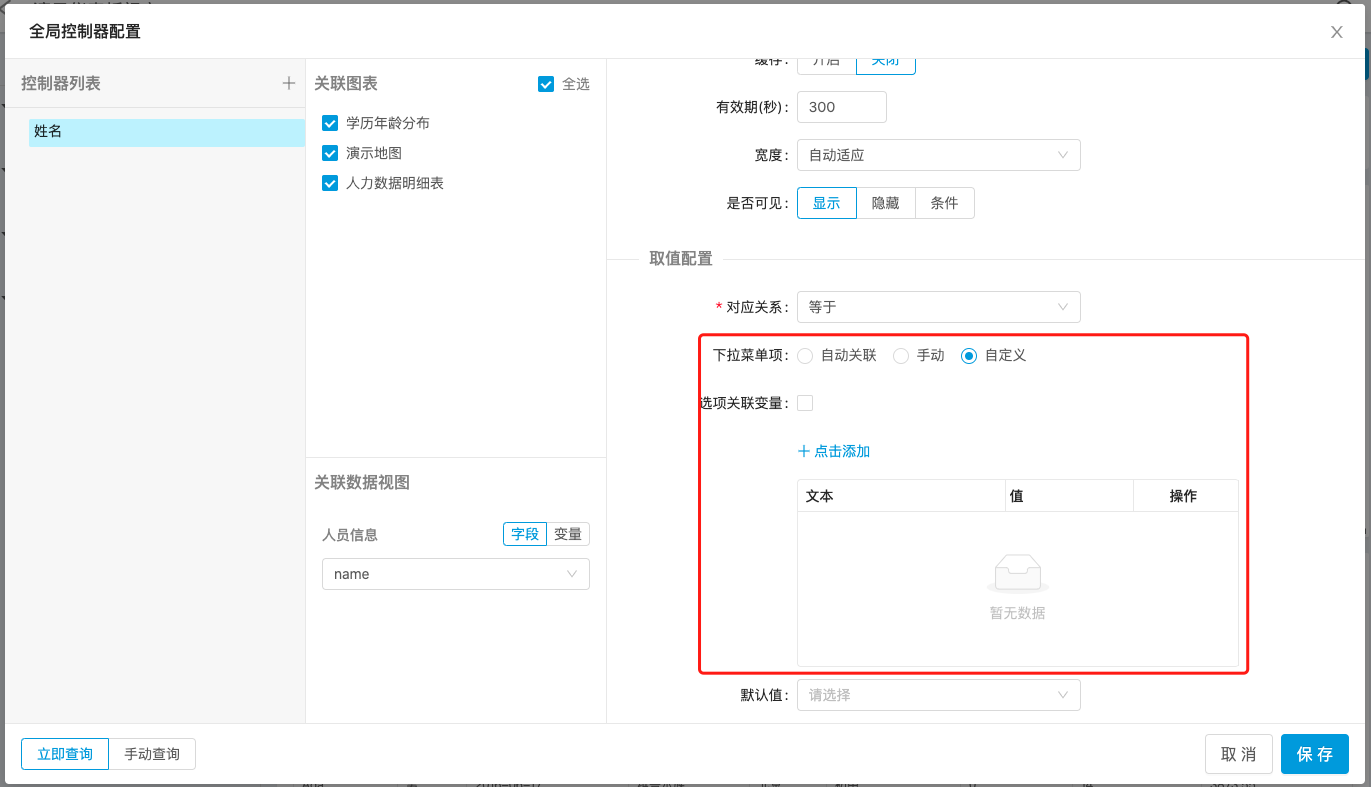 全局控制器配置
控制器列表
姓名
关联图表
全选
学历年龄分布
演示地图
人力数据明细表
关联数据视图
人员信息
字段 变量
name
缓存: 开启 关闭
有效期(秒): 300
宽度: 自动适应
是否可见: 显示 隐藏 条件
取值配置
* 对应关系: 等于
下拉菜单项: 自动关联 手动 自定义
选项关联变量:
+ 点击添加
文本 值 操作
暂无数据
默认值: 请选择
立即查询 手动查询
取 消 保 存